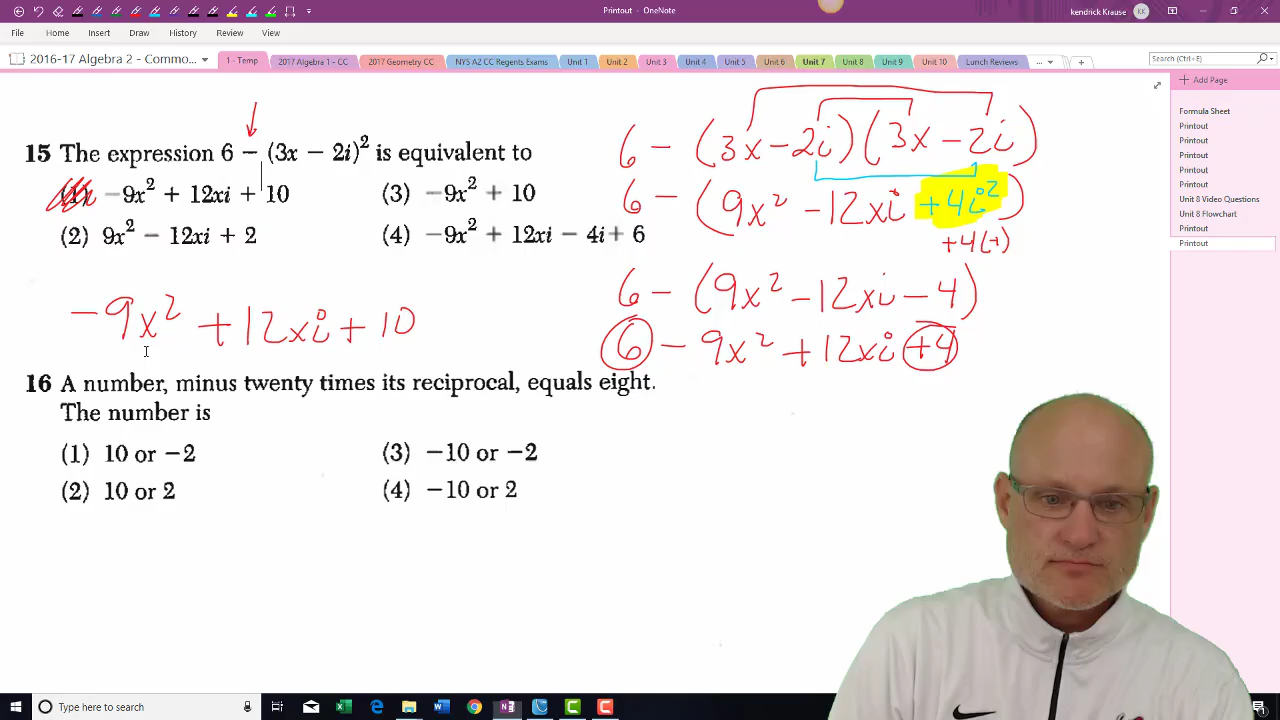 Printout - OneNote
kendrick Krause KK
File Home Insert Draw History Review View
2016-17 Algebra 2 - Commo...
1 - Temp 2017 Algebra 1 - CC 2017 Geometry CC NYS A2 CC Regents Exams Unit 1 Unit 2 Unit 3 Unit 4 Unit 5 Unit 6 Unit 7 Unit 8 Unit 9 Unit 10 Lunch Reviews ...
Search (Ctrl+E)
Add Page
Formula Sheet
Printout
Printout
Printout
Printout
Printout
Unit 8 Video Questions
Unit 8 Flowchart
Printout
Printout
15 The expression 6 − (3x − 2i)² is equivalent to
(1) −9x² + 12xi + 10
(3) −9x² + 10
(2) 9x² − 12xi + 2
(4) −9x² + 12xi − 4i + 6
−9x² + 12xi + 10
6 − (3x − 2i)(3x − 2i)
6 − (9x² − 12xi + 4i²)
+4(-1)
6 − (9x² − 12xi − 4)
6 − 9x² + 12xi +4
16 A number, minus twenty times its reciprocal, equals eight.
The number is
(1) 10 or −2
(3) −10 or −2
(2) 10 or 2
(4) −10 or 2
Type here to search